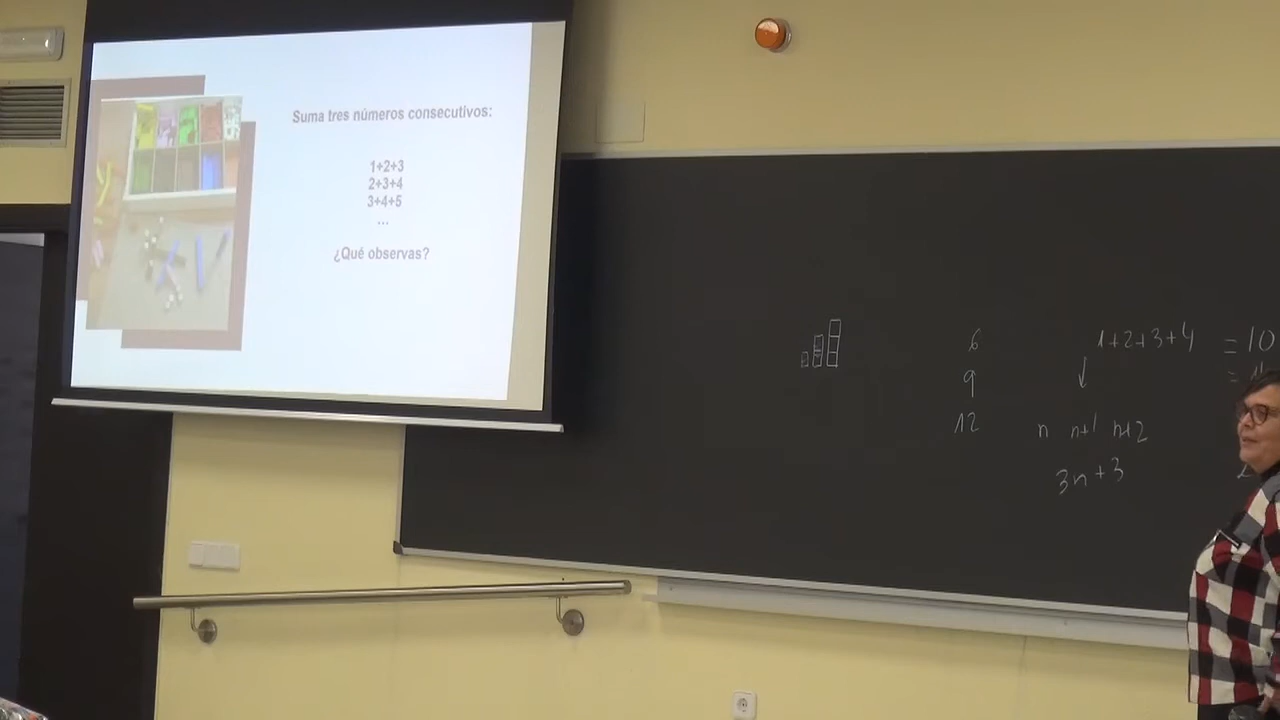 Suma tres números consecutivos:
1+2+3
2+3+4
3+4+5
...
¿Qué observas?
6
9
12
1+2+3+4 = 10
↓ =
n n+1 n+2
3n+3